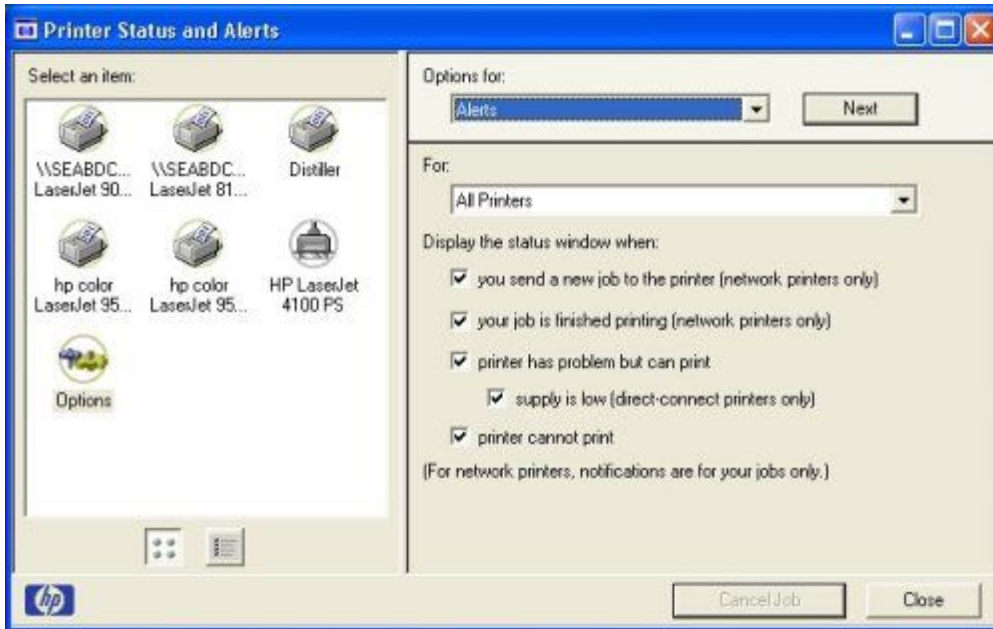 Printer Status and Alerts
Select an item:
\\SEABDC...
LaserJet 90...
\\SEABDC...
LaserJet 81...
Distiller
hp color
LaserJet 95...
hp color
LaserJet 95...
HP LaserJet
4100 PS
Options
Options for:
Alerts
Next
For:
All Printers
Display the status window when:
you send a new job to the printer (network printers only)
your job is finished printing (network printers only)
printer has problem but can print
supply is low (direct-connect printers only)
printer cannot print
(For network printers, notifications are for your jobs only.)
hp
Cancel Job
Close